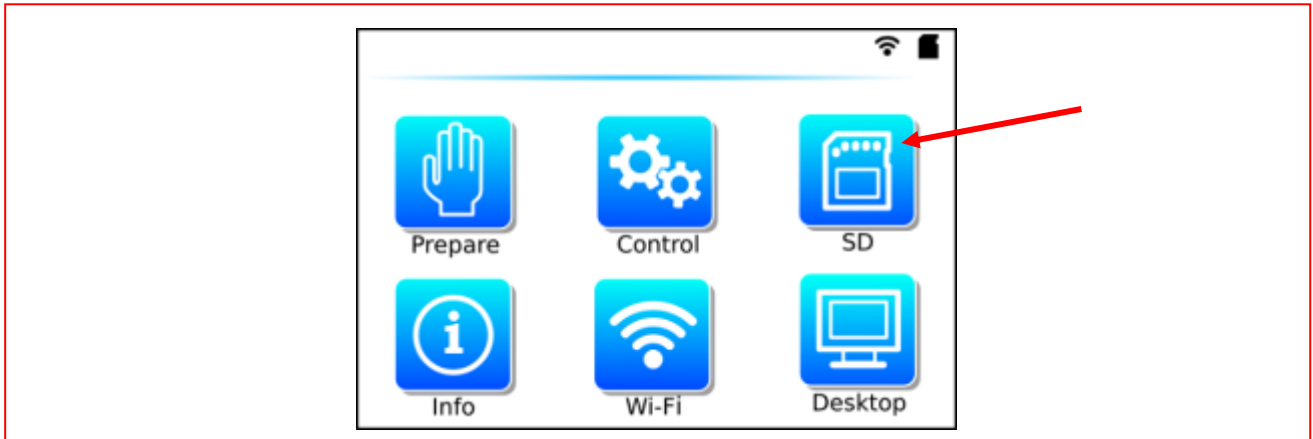 Prepare
Control
SD
Info
Wi-Fi
Desktop